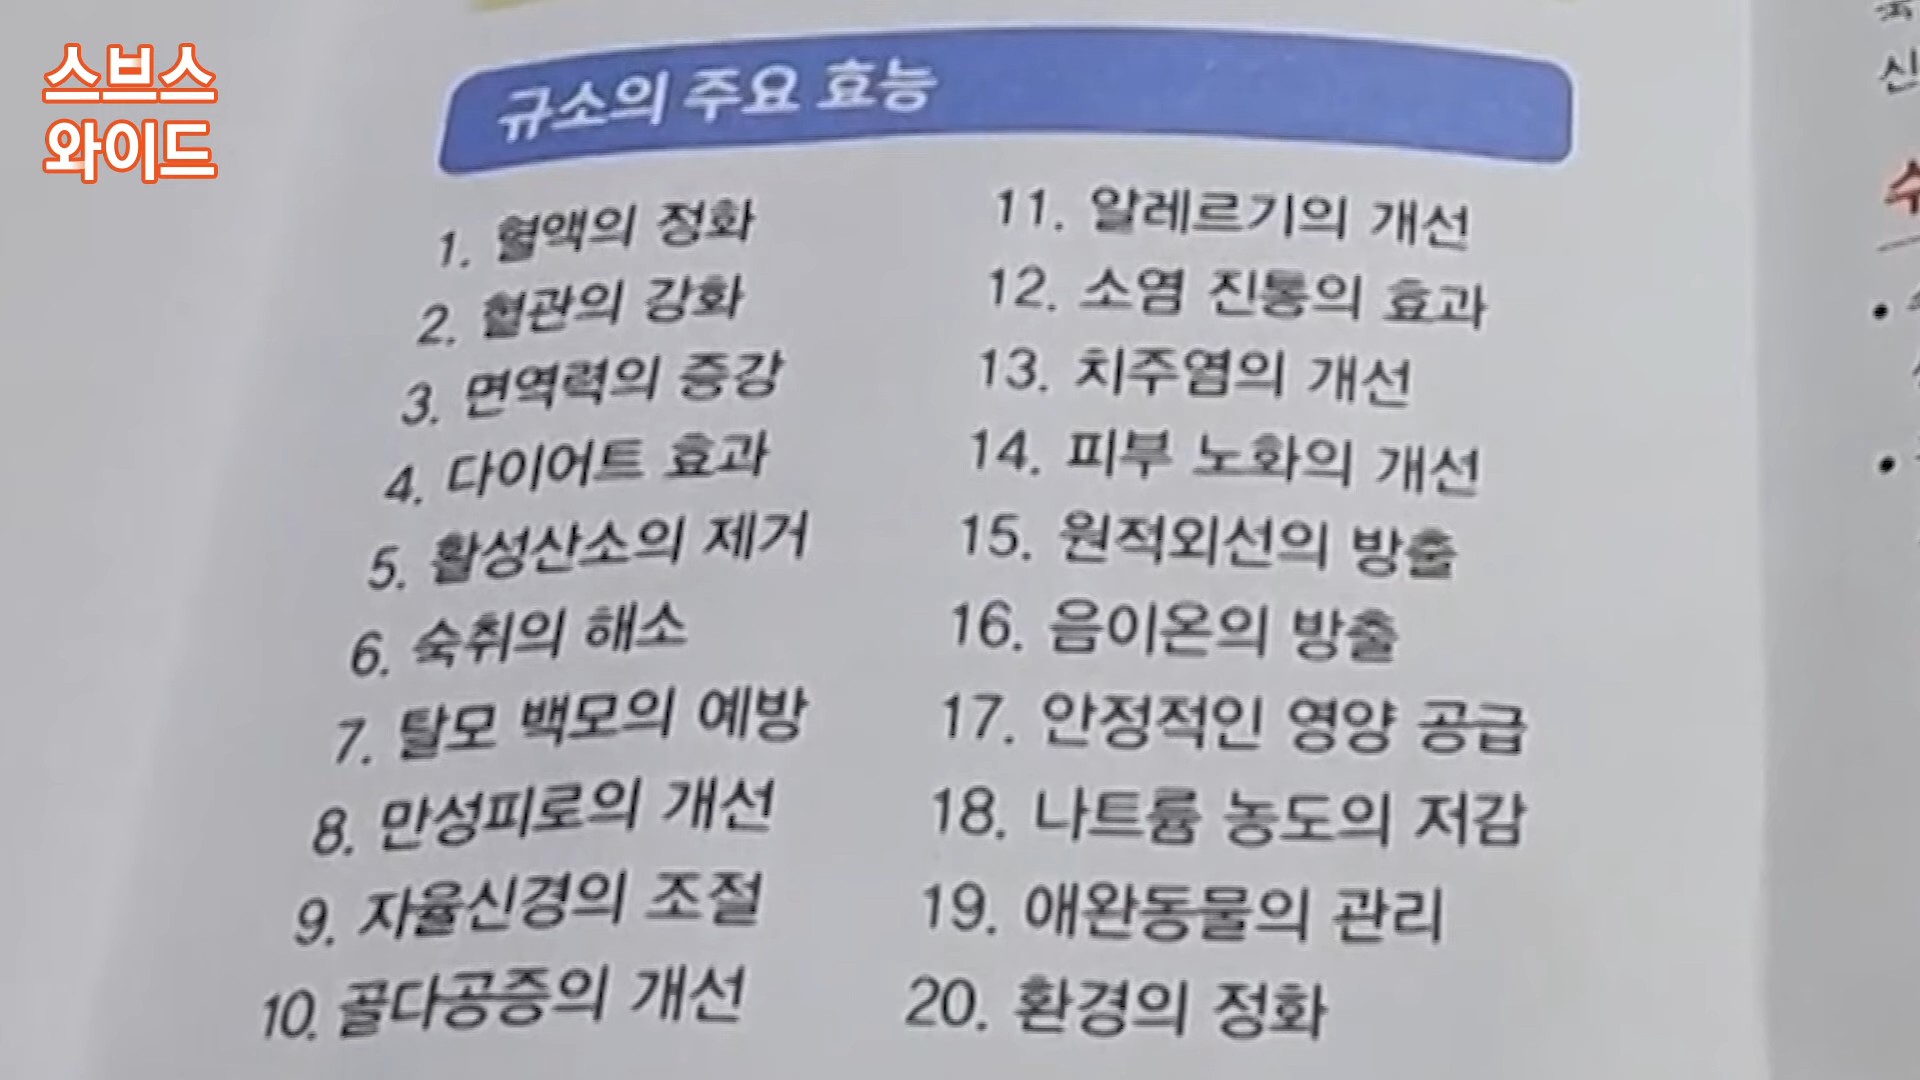 스브스
와이드
규소의 주요 효능
1. 혈액의 정화
2. 혈관의 강화
3. 면역력의 증강
4. 다이어트 효과
5. 활성산소의 제거
6. 숙취의 해소
7. 탈모 백모의 예방
8. 만성피로의 개선
9. 자율신경의 조절
10. 골다공증의 개선
11. 알레르기의 개선
12. 소염 진통의 효과
13. 치주염의 개선
14. 피부 노화의 개선
15. 원적외선의 방출
16. 음이온의 방출
17. 안정적인 영양 공급
18. 나트륨 농도의 저감
19. 애완동물의 관리
20. 환경의 정화
신